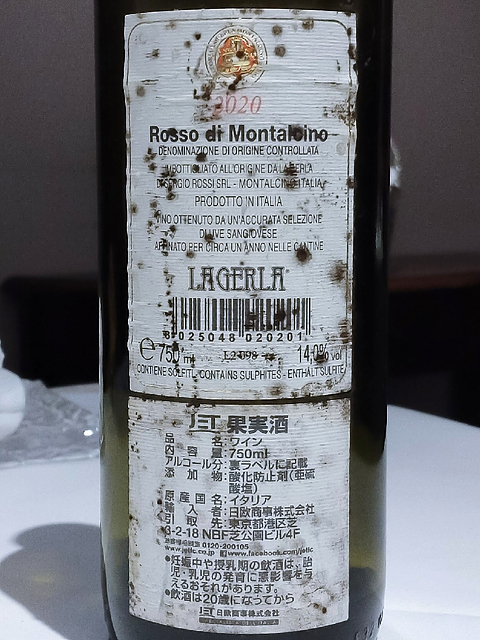 2020
Rosso di Montalcino
DENOMINAZIONE DI ORIGINE CONTROLLATA
IMBOTTIGLIATO ALL'ORIGINE DA LA GERLA
DI SERGIO ROSSI SRL - MONTALCINO ITALIA
PRODOTTO IN ITALIA
VINO OTTENUTO DA UN'ACCURATA SELEZIONE
DI UVE SANGIOVESE
AFFINATO PER CIRCA UN ANNO NELLE CANTINE
LA GERLA
8 025048 020201
e 750 ml L2-098 14,0% vol
CONTIENE SOLFITI, CONTAINS SULPHITES - ENTHÄLT SULFITE
JET 果実酒
品名:ワイン
内容量:750ml
アルコール分:裏ラベルに記載
添加物:酸化防止剤(亜硫
酸塩)
原産国名:イタリア
輸入者:日欧商事株式会社
引取先:東京都港区芝
3-2-18 NBF芝公園ビル4F
0120-200105
www.jetlc.co.jp www.facebook.com/jetlc
•妊娠中や授乳期の飲酒は、胎
児・乳児の発育に悪影響を与
えるおそれがあります。
•飲酒は20歳になってから
JET 日欧商事株式会社